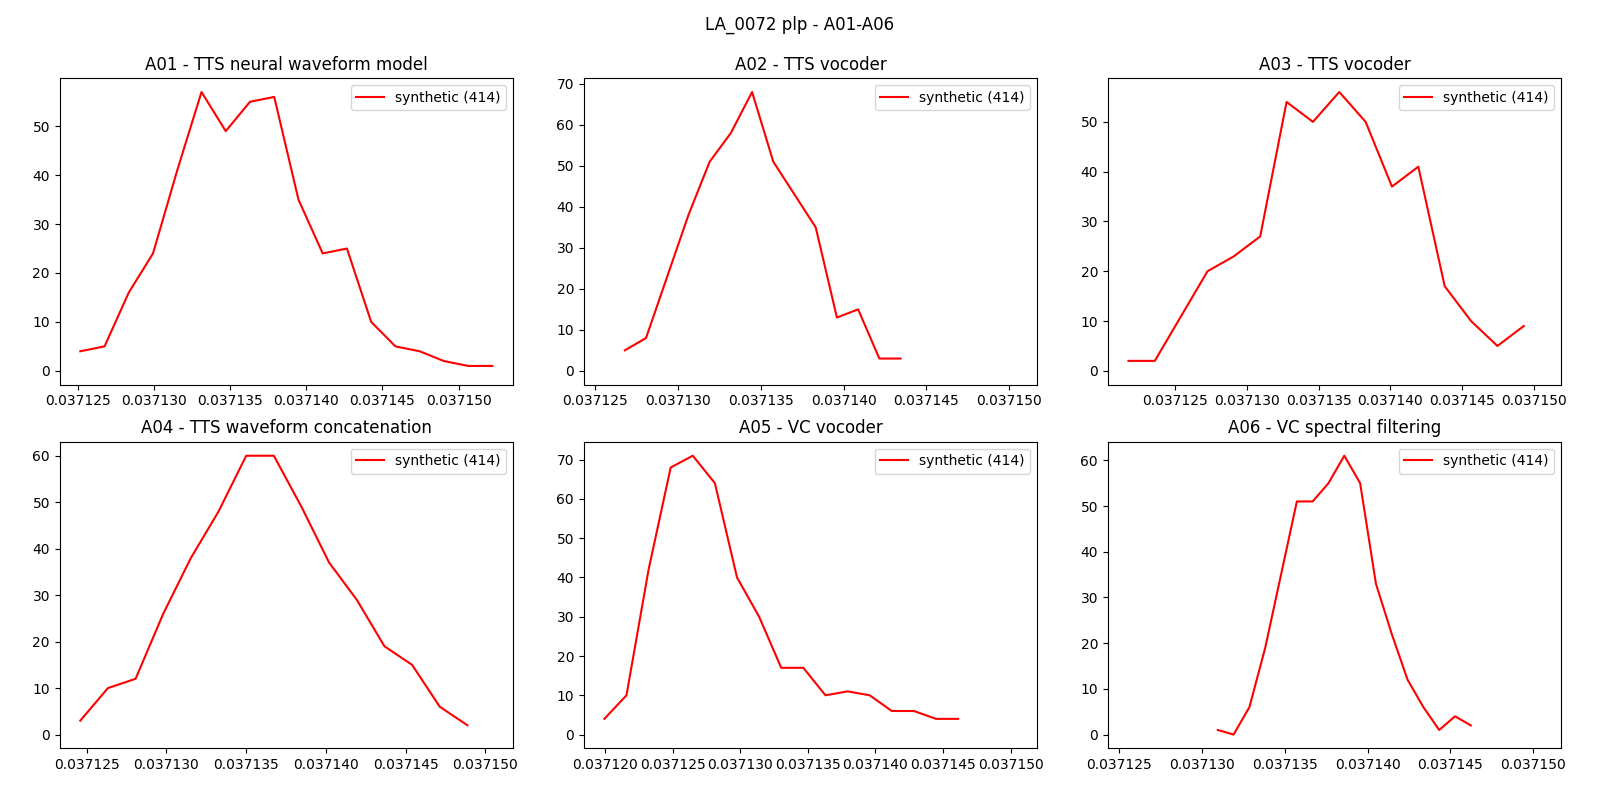 LA_0072 plp - A01-A06
A01 - TTS neural waveform model
synthetic (414)
50
40
30
20
10
0
0.037125 0.037130 0.037135 0.037140 0.037145 0.037150
A02 - TTS vocoder
synthetic (414)
70
60
50
40
30
20
10
0
0.037125 0.037130 0.037135 0.037140 0.037145 0.037150
A03 - TTS vocoder
synthetic (414)
50
40
30
20
10
0
0.037125 0.037130 0.037135 0.037140 0.037145 0.037150
A04 - TTS waveform concatenation
synthetic (414)
60
50
40
30
20
10
0
0.037125 0.037130 0.037135 0.037140 0.037145 0.037150
A05 - VC vocoder
synthetic (414)
70
60
50
40
30
20
10
0
0.037120 0.037125 0.037130 0.037135 0.037140 0.037145 0.037150
A06 - VC spectral filtering
synthetic (414)
60
50
40
30
20
10
0
0.037125 0.037130 0.037135 0.037140 0.037145 0.037150